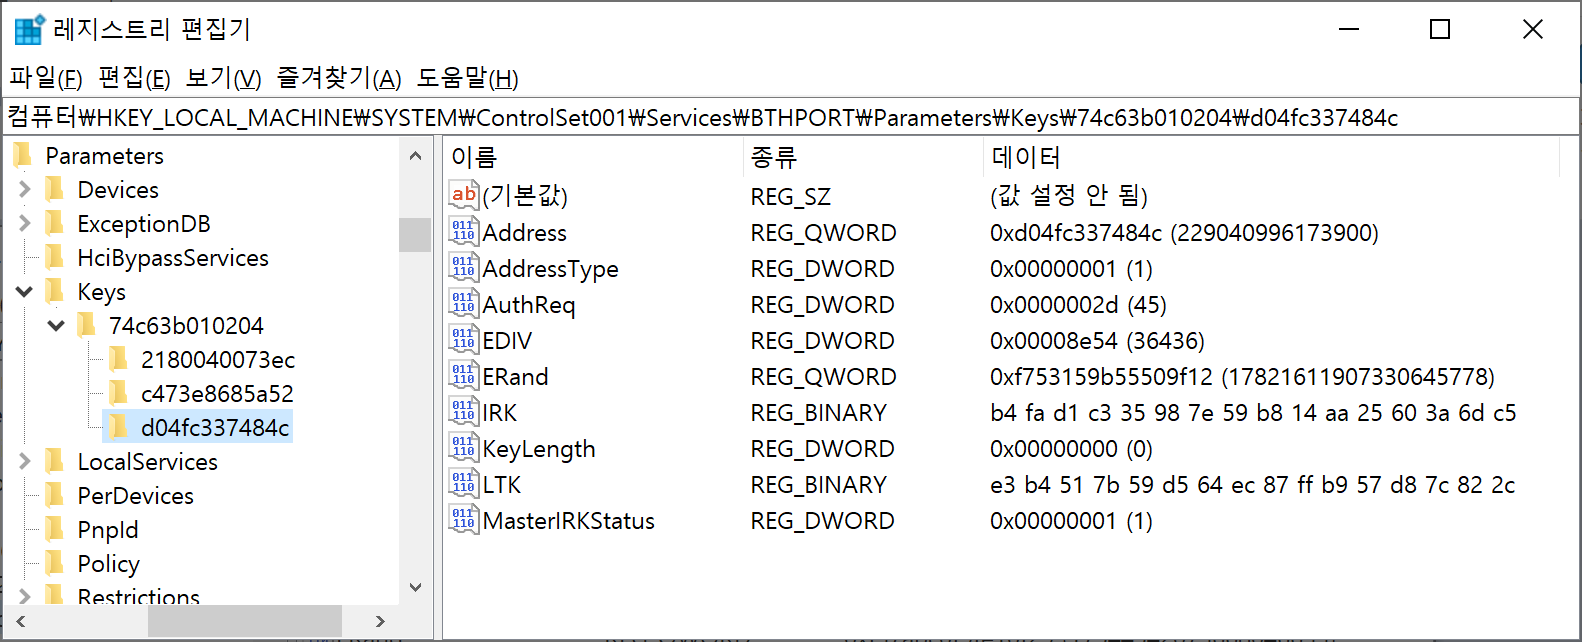 레지스트리 편집기
파일(F) 편집(E) 보기(V) 즐겨찾기(A) 도움말(H)
컴퓨터₩HKEY_LOCAL_MACHINE₩SYSTEM₩ControlSet001₩Services₩BTHPORT₩Parameters₩Keys₩74c63b010204₩d04fc337484c
Parameters
Devices
ExceptionDB
HciBypassServices
Keys
74c63b010204
2180040073ec
c473e8685a52
d04fc337484c
LocalServices
PerDevices
PnpId
Policy
Restrictions
이름 종류 데이터
(기본값) REG_SZ (값 설정 안 됨)
Address REG_QWORD 0xd04fc337484c (229040996173900)
AddressType REG_DWORD 0x00000001 (1)
AuthReq REG_DWORD 0x0000002d (45)
EDIV REG_DWORD 0x00008e54 (36436)
ERand REG_QWORD 0xf753159b55509f12 (17821611907330645778)
IRK REG_BINARY b4 fa d1 c3 35 98 7e 59 b8 14 aa 25 60 3a 6d c5
KeyLength REG_DWORD 0x00000000 (0)
LTK REG_BINARY e3 b4 51 7b 59 d5 64 ec 87 ff b9 57 d8 7c 82 2c
MasterIRKStatus REG_DWORD 0x00000001 (1)